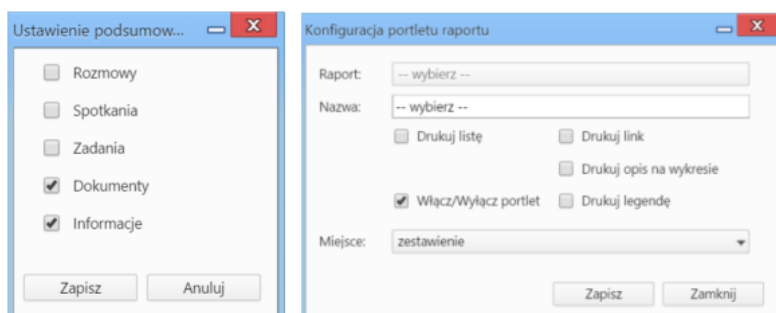 Ustawienie podsumow...
Rozmowy
Spotkania
Zadania
Dokumenty
Informacje
Zapisz Anuluj
Konfiguracja portletu raportu
Raport: -- wybierz --
Nazwa: -- wybierz --
Drukuj listę Drukuj link
Drukuj opis na wykresie
Włącz/Wyłącz portlet Drukuj legendę
Miejsce: zestawienie
Zapisz Zamknij